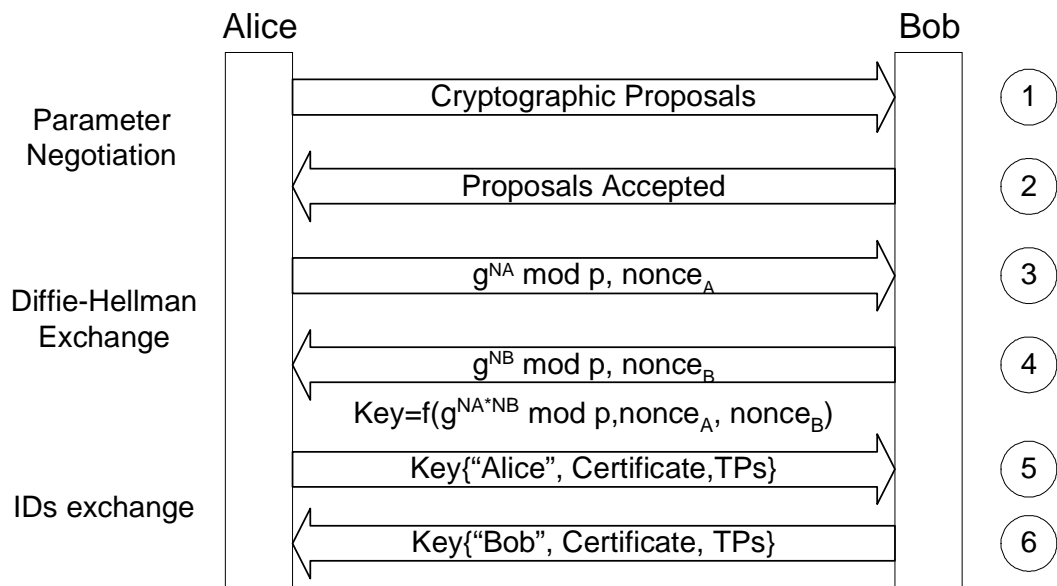 Alice
Bob
Parameter
Negotiation
Cryptographic Proposals
1
Proposals Accepted
2
Diffie-Hellman
Exchange
g^NA mod p, nonce_A
3
g^NB mod p, nonce_B
4
Key=f(g^NA*NB mod p,nonce_A, nonce_B)
IDs exchange
Key{“Alice”, Certificate,TPs}
5
Key{“Bob”, Certificate, TPs}
6